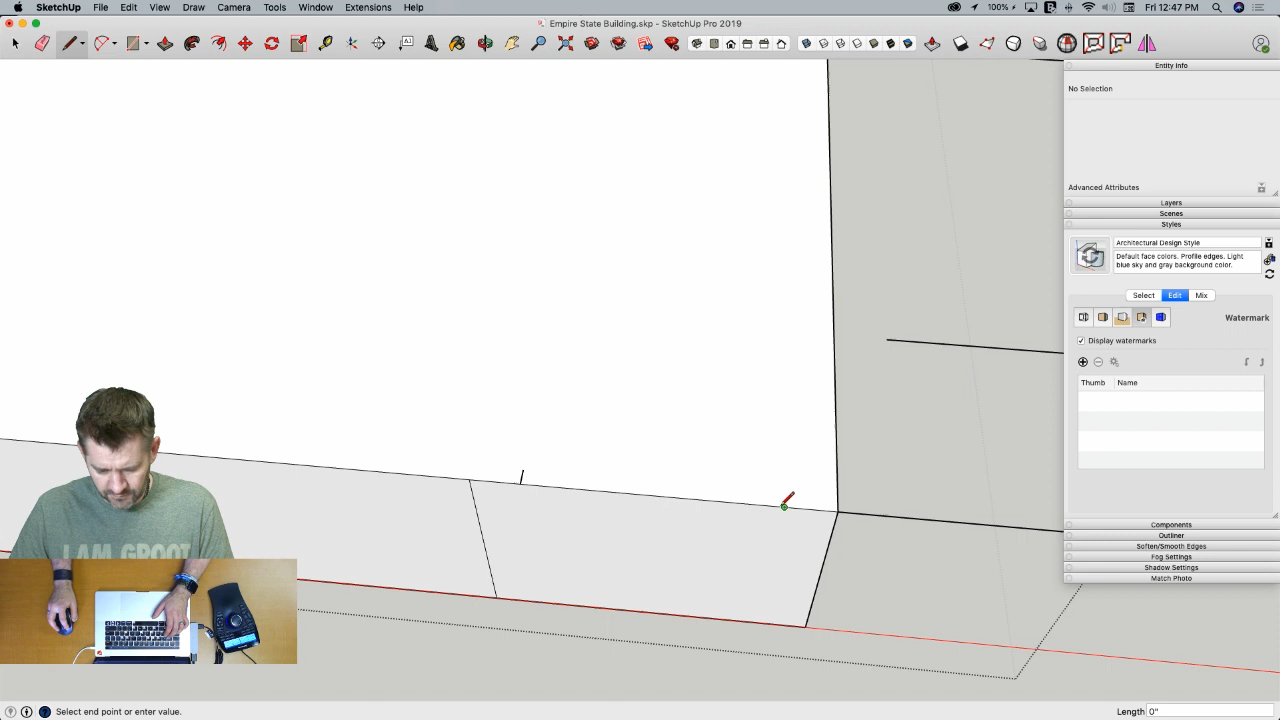 SketchUp File Edit View Draw Camera Tools Window Extensions Help 100% Fri 12:47 PM
Empire State Building.skp - SketchUp Pro 2019
Entity Info
No Selection
Advanced Attributes
Layers
Scenes
Styles
Architectural Design Style
Default face colors. Profile edges. Light
blue sky and gray background color.
Select Edit Mix
Watermark
Display watermarks
Thumb Name
Components
Outliner
Soften/Smooth Edges
Fog Settings
Shadow Settings
Match Photo
I AM GROOT
Select end point or enter value.
Length 0"